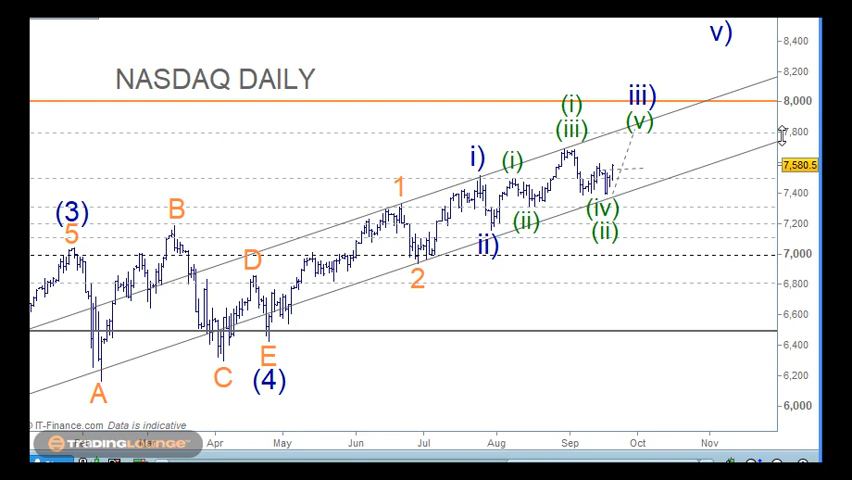 v)
8,400
NASDAQ DAILY
8,200
(i)
iii)
8,000
(iii)
(v)
7,800
i)
(i)
7,580.5
1
7,400
B
(3)
(iv)
7,200
5
(ii)
(ii)
ii)
D
7,000
2
6,800
6,600
E
6,400
C
(4)
A
6,200
6,000
© IT-Finance.com Data is indicative
TRADINGLOUNGE™
Apr
May
Jun
Jul
Aug
Sep
Oct
Nov